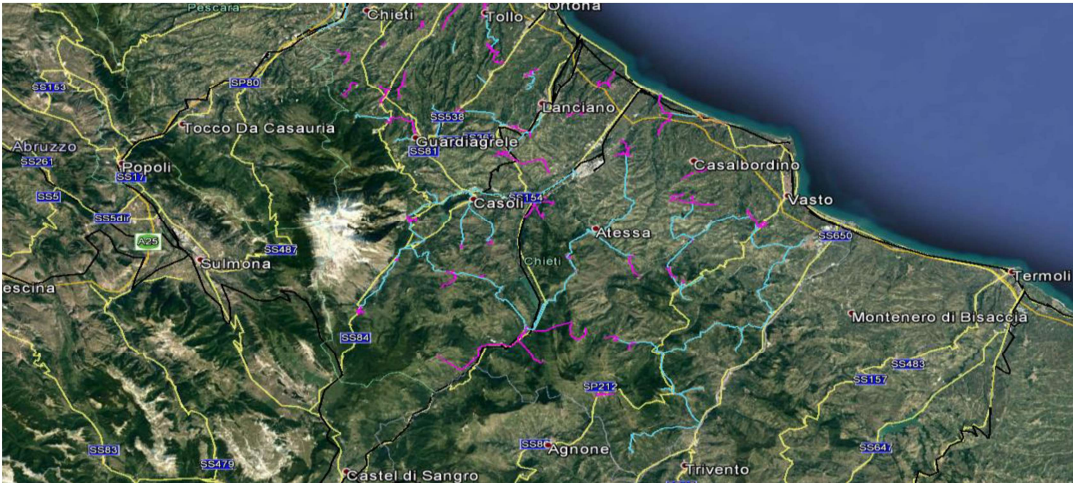 Pescara
Chieti
Tollo
Ortona
SS153
SP80
Lanciano
Tocco Da Casauria
SS538
Guardiagrele
Abruzzo
SS261
SS81
Popoli
SS17
Casalbordino
SS5
Casoli
SS154
Vasto
SS5dir
A25
Atessa
SS650
SS487
Sulmona
Chieti
Termoli
escina
SS84
Montenero di Bisaccia
SS483
SS157
SP212
SS83
SS86
Agnone
SS647
SS479
Castel di Sangro
Trivento